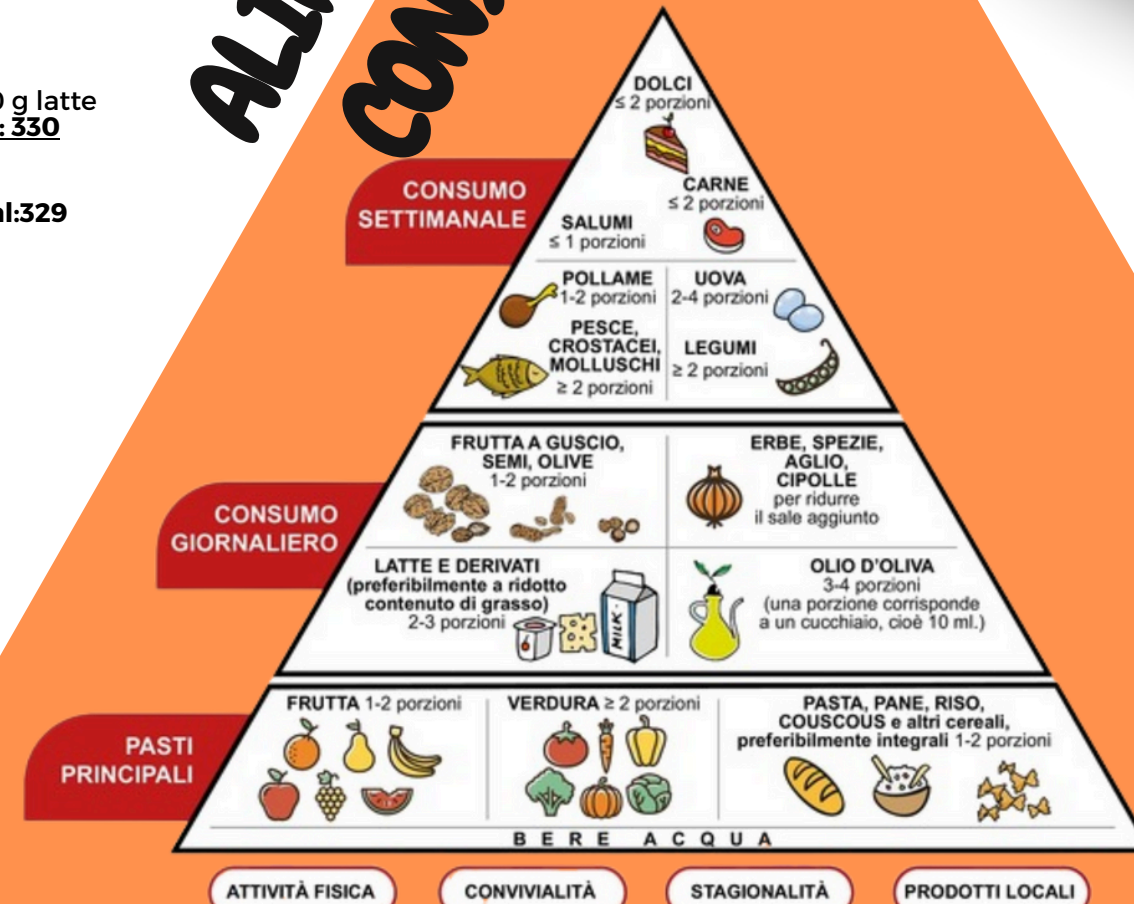 g latte
: 330
l:329
DOLCI
≤ 2 porzioni
CONSUMO
SETTIMANALE
CARNE
≤ 2 porzioni
SALUMI
≤ 1 porzioni
POLLAME
1-2 porzioni
UOVA
2-4 porzioni
PESCE,
CROSTACEI,
MOLLUSCHI
≥ 2 porzioni
LEGUMI
≥ 2 porzioni
CONSUMO
GIORNALIERO
FRUTTA A GUSCIO,
SEMI, OLIVE
1-2 porzioni
ERBE, SPEZIE,
AGLIO,
CIPOLLE
per ridurre
il sale aggiunto
LATTE E DERIVATI
(preferibilmente a ridotto
contenuto di grasso)
2-3 porzioni
MILK
OLIO D'OLIVA
3-4 porzioni
(una porzione corrisponde
a un cucchiaio, cioè 10 ml.)
PASTI
PRINCIPALI
FRUTTA 1-2 porzioni
VERDURA ≥ 2 porzioni
PASTA, PANE, RISO,
COUSCOUS e altri cereali,
preferibilmente integrali 1-2 porzioni
BERE ACQUA
ATTIVITÀ FISICA
CONVIVIALITÀ
STAGIONALITÀ
PRODOTTI LOCALI